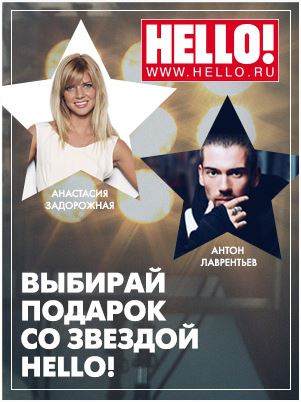 HELLO!
WWW.HELLO.RU
АНАСТАСИЯ
ЗАДОРОЖНАЯ
АНТОН
ЛАВРЕНТЬЕВ
ВЫБИРАЙ
ПОДАРОК
СО ЗВЕЗДОЙ
HELLO!